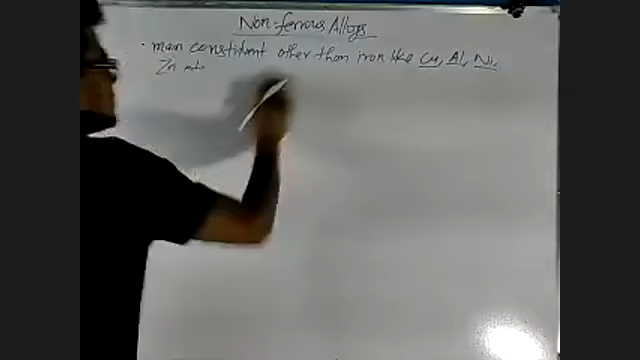 Non-ferrous Alloys
• main constituent other than iron like Cu, Al, Ni,
Zn etc.